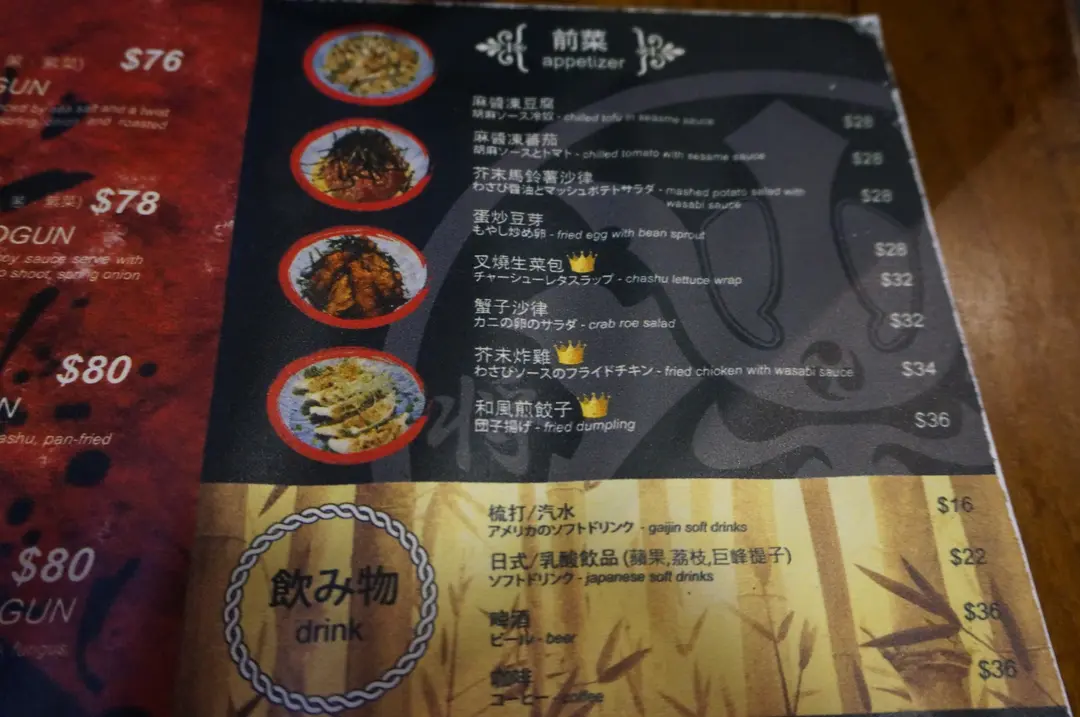 $76
GUN
$78
OGUN
sauce serve with
shoot, spring onion
$80
N
ashu, pan-fried
$80
OGUN
fungus
前菜
appetizer
麻醬凍豆腐
胡麻ソース冷奴 - chilled tofu in seasame sauce $28
麻醬凍蕃茄
胡麻ソースとトマト - chilled tomato with sesame sauce $28
芥末馬鈴薯沙律
わさび醤油とマッシュポテトサラダ - mashed potato salad with $28
wasabi sauce
蛋炒豆芽
もやし炒め卵 - fried egg with bean sprout $28
叉燒生菜包
チャーシューレタスラップ - chashu lettuce wrap $32
蟹子沙律
カニの卵のサラダ - crab roe salad $32
芥末炸雞
わさびソースのフライドチキン - fried chicken with wasabi sauce $34
和風煎餃子
団子揚げ - fried dumpling $36
将
飲み物
drink
梳打/汽水 $16
アメリカのソフトドリンク - gaijin soft drinks
日式/乳酸飲品 (蘋果,荔枝,巨峰提子) $22
ソフトドリンク - japanese soft drinks
啤酒 $36
ビール - beer
咖啡 $36
コーヒー - coffee